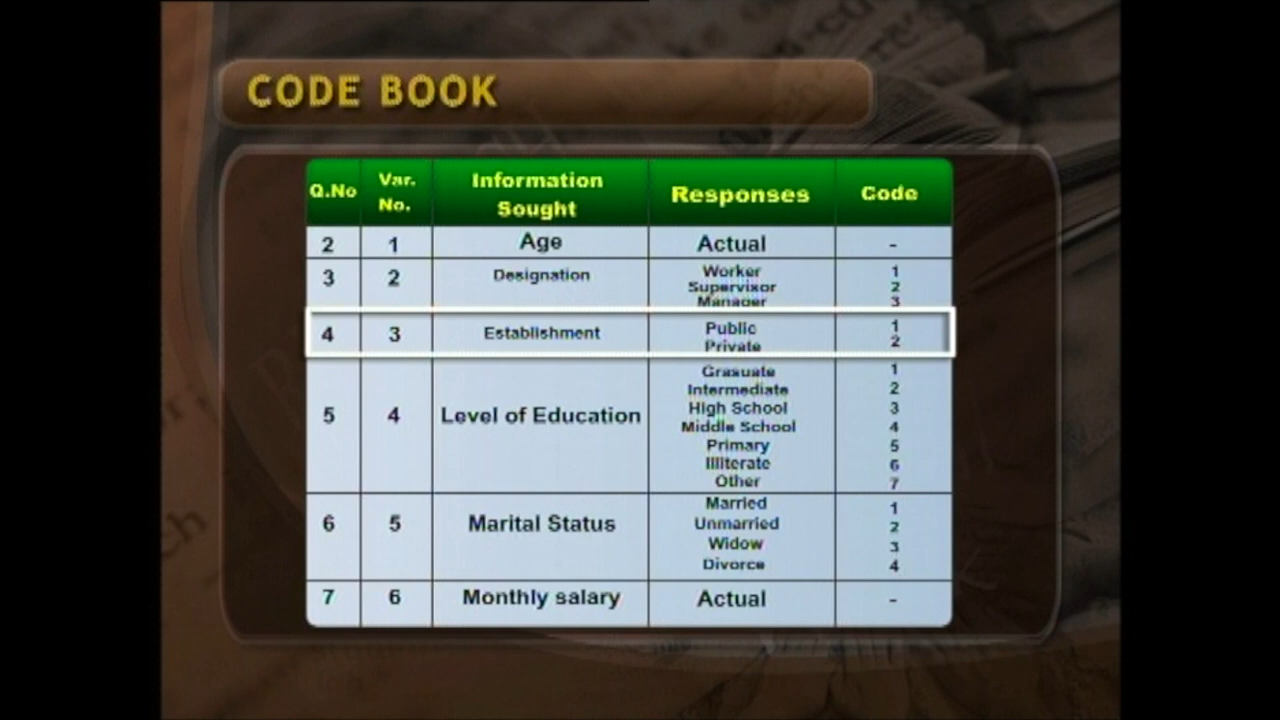 CODE BOOK
Q.No Var. No. Information Sought Responses Code
2 1 Age Actual -
3 2 Designation Worker 1
Supervisor 2
Manager 3
4 3 Establishment Public 1
Private 2
5 4 Level of Education Grasuate 1
Intermediate 2
High School 3
Middle School 4
Primary 5
Illiterate 6
Other 7
6 5 Marital Status Married 1
Unmarried 2
Widow 3
Divorce 4
7 6 Monthly salary Actual -